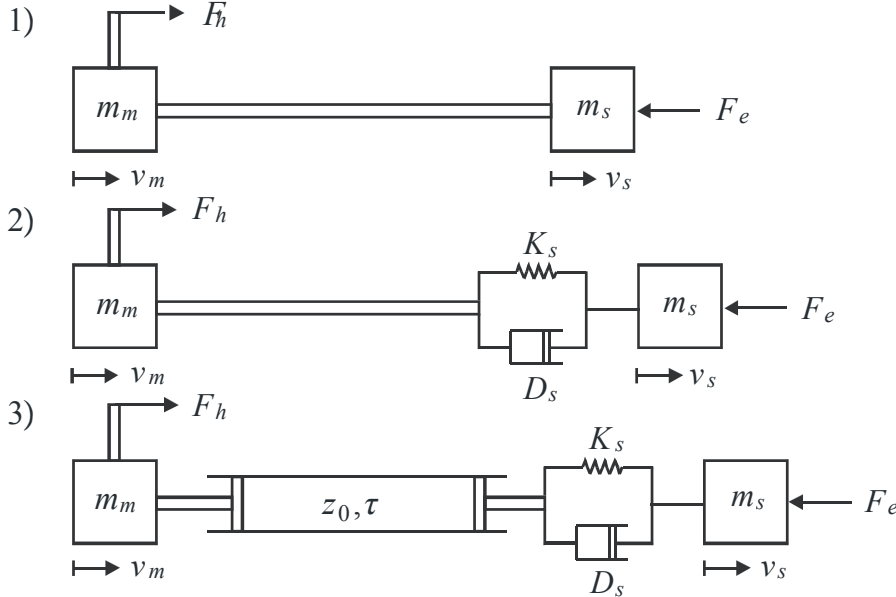 1)
F_h
m_m
m_s
F_e
v_m
v_s
2)
F_h
K_s
m_m
m_s
F_e
D_s
v_m
v_s
3)
F_h
K_s
m_m
z_0, τ
m_s
F_e
D_s
v_m
v_s